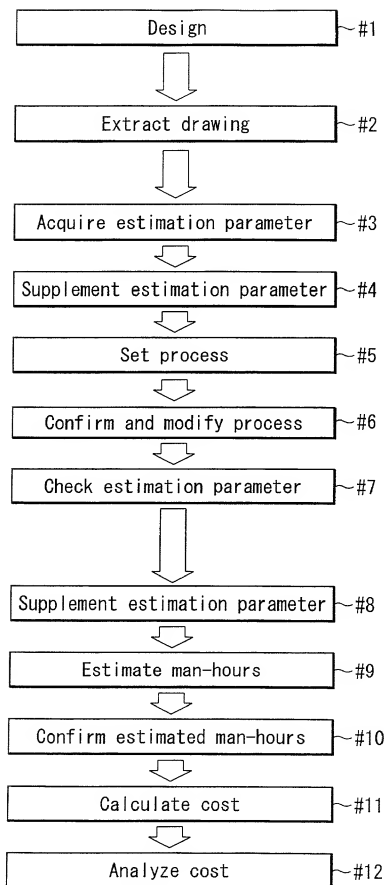 Design #1
Extract drawing #2
Acquire estimation parameter #3
Supplement estimation parameter #4
Set process #5
Confirm and modify process #6
Check estimation parameter #7
Supplement estimation parameter #8
Estimate man-hours #9
Confirm estimated man-hours #10
Calculate cost #11
Analyze cost #12